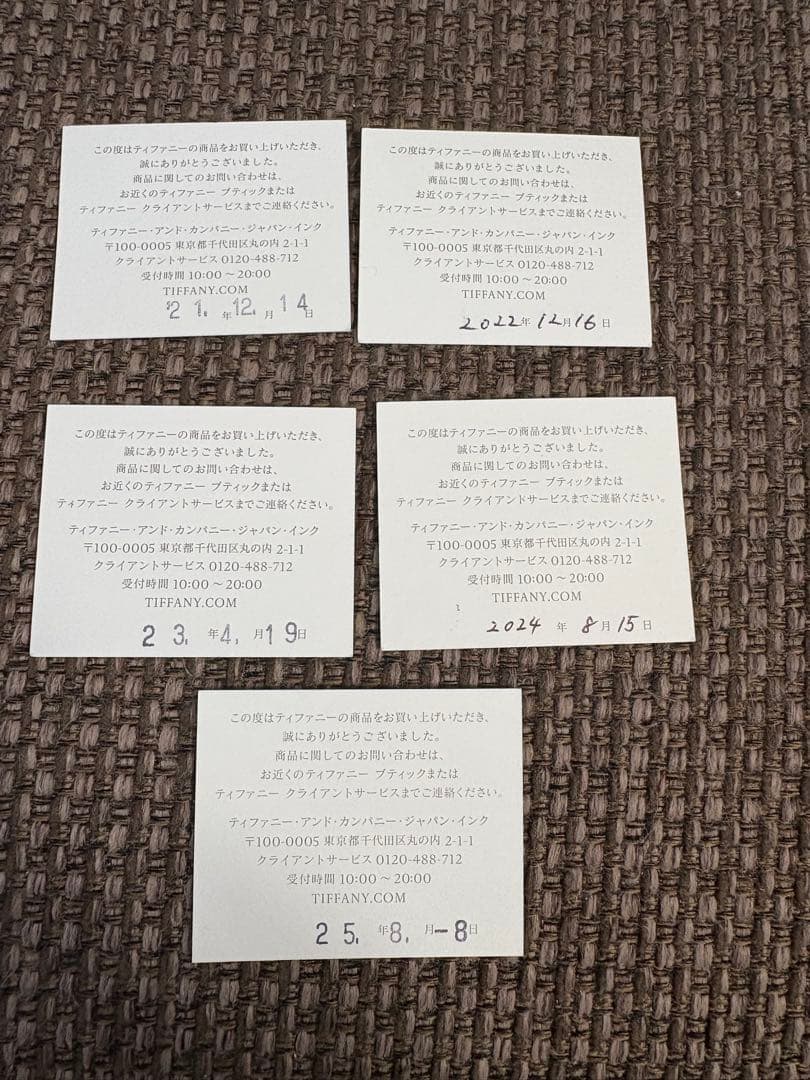 この度はティファニーの商品をお買い上げいただき、
誠にありがとうございました。
商品に関してのお問い合わせは、
お近くのティファニー ブティックまたは
ティファニー クライアントサービスまでご連絡ください。
ティファニー・アンド・カンパニー・ジャパン・インク
〒100-0005 東京都千代田区丸の内 2-1-1
クライアントサービス 0120-488-712
受付時間 10:00 〜 20:00
TIFFANY.COM
'21.年12.月14日
この度はティファニーの商品をお買い上げいただき、
誠にありがとうございました。
商品に関してのお問い合わせは、
お近くのティファニー ブティックまたは
ティファニー クライアントサービスまでご連絡ください。
ティファニー・アンド・カンパニー・ジャパン・インク
〒100-0005 東京都千代田区丸の内 2-1-1
クライアントサービス 0120-488-712
受付時間 10:00 〜 20:00
TIFFANY.COM
2022年12月16日
この度はティファニーの商品をお買い上げいただき、
誠にありがとうございました。
商品に関してのお問い合わせは、
お近くのティファニー ブティックまたは
ティファニー クライアントサービスまでご連絡ください。
ティファニー・アンド・カンパニー・ジャパン・インク
〒100-0005 東京都千代田区丸の内 2-1-1
クライアントサービス 0120-488-712
受付時間 10:00 〜 20:00
TIFFANY.COM
23.年4.月19日
この度はティファニーの商品をお買い上げいただき、
誠にありがとうございました。
商品に関してのお問い合わせは、
お近くのティファニー ブティックまたは
ティファニー クライアントサービスまでご連絡ください。
ティファニー・アンド・カンパニー・ジャパン・インク
〒100-0005 東京都千代田区丸の内 2-1-1
クライアントサービス 0120-488-712
受付時間 10:00 〜 20:00
TIFFANY.COM
2024年8月15日
この度はティファニーの商品をお買い上げいただき、
誠にありがとうございました。
商品に関してのお問い合わせは、
お近くのティファニー ブティックまたは
ティファニー クライアントサービスまでご連絡ください。
ティファニー・アンド・カンパニー・ジャパン・インク
〒100-0005 東京都千代田区丸の内 2-1-1
クライアントサービス 0120-488-712
受付時間 10:00 〜 20:00
TIFFANY.COM
25.年8.月-8日